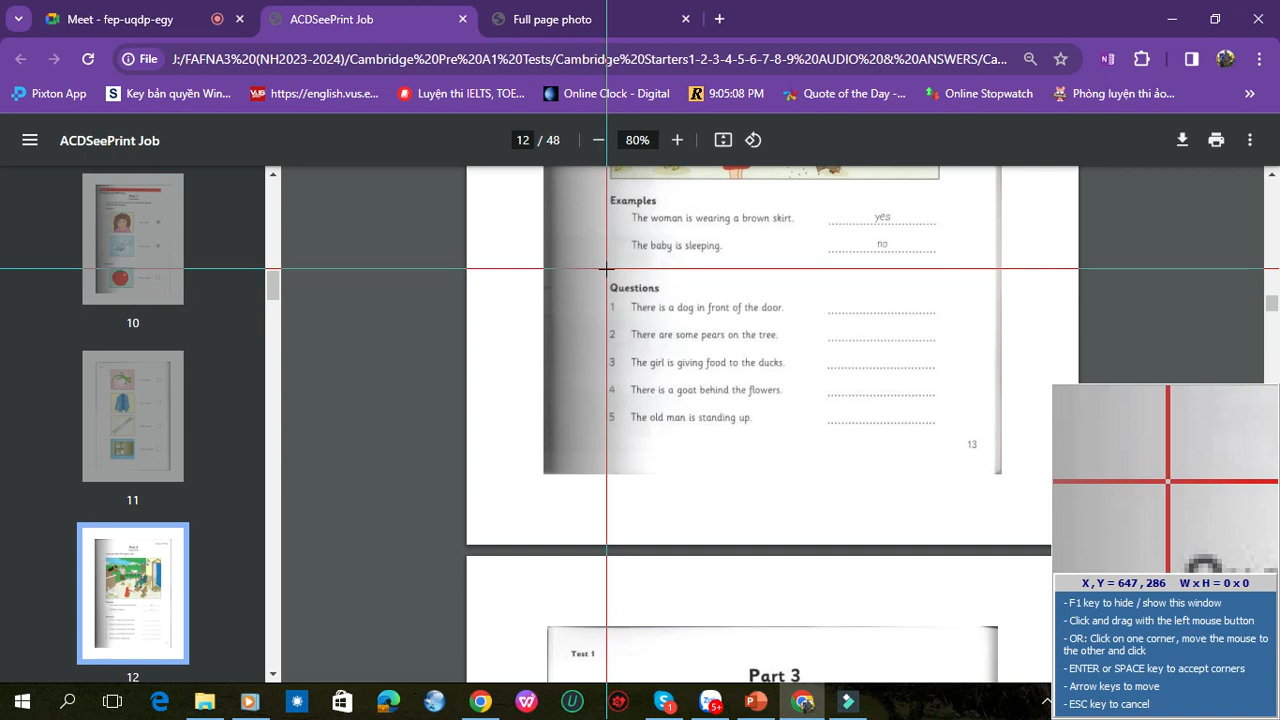 Meet - fep-uqdp-egy
ACDSeePrint Job
Full page photo
File
J:/FAFNA3%20(NH2023-2024)/Cambridge%20Pre%20A1%20Tests/Cambridge%20Starters1-2-3-4-5-6-7-8-9%20AUDIO%20&%20ANSWERS/Ca...
Pixton App
Key bản quyền Win...
https://english.vus.e...
Luyện thi IELTS, TOE...
Online Clock - Digital
9:05:08 PM
Quote of the Day -...
Online Stopwatch
Phòng luyện thi ảo...
ACDSeePrint Job
12 / 48
80%
10
11
12
Examples
The woman is wearing a brown skirt. yes
The baby is sleeping. no
Questions
1 There is a dog in front of the door.
2 There are some pears on the tree.
3 The girl is giving food to the ducks.
4 There is a goat behind the flowers.
5 The old man is standing up.
13
Test 1
Part 3
X , Y = 647 , 286 W x H = 0 x 0
- F1 key to hide / show this window
- Click and drag with the left mouse button
- OR: Click on one corner, move the mouse to
the other and click
- ENTER or SPACE key to accept corners
- Arrow keys to move
- ESC key to cancel